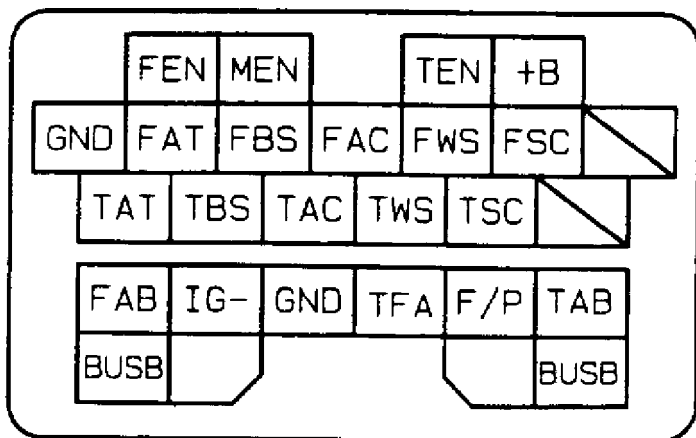 FEN MEN TEN +B
GND FAT FBS FAC FWS FSC
TAT TBS TAC TWS TSC
FAB IG- GND TFA F/P TAB
BUSB BUSB